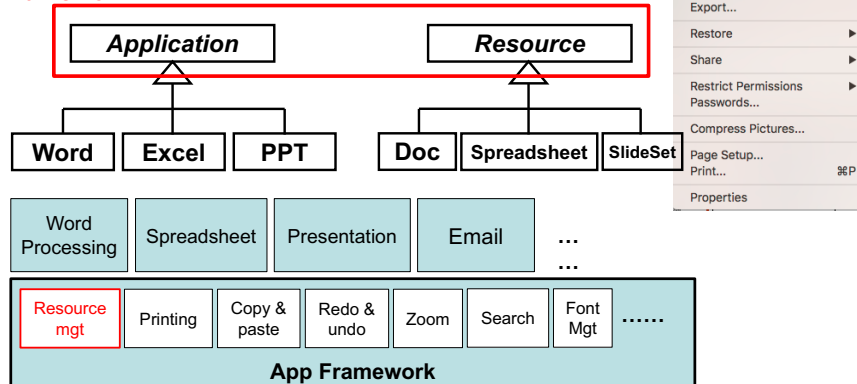 Application
Resource
Word
Excel
PPT
Doc
Spreadsheet
SlideSet
Export...
Restore
Share
Restrict Permissions
Passwords...
Compress Pictures...
Page Setup...
Print... ⌘P
Properties
Word
Processing
Spreadsheet
Presentation
Email
...
...
Resource
mgt
Printing
Copy &
paste
Redo &
undo
Zoom
Search
Font
Mgt
......
App Framework